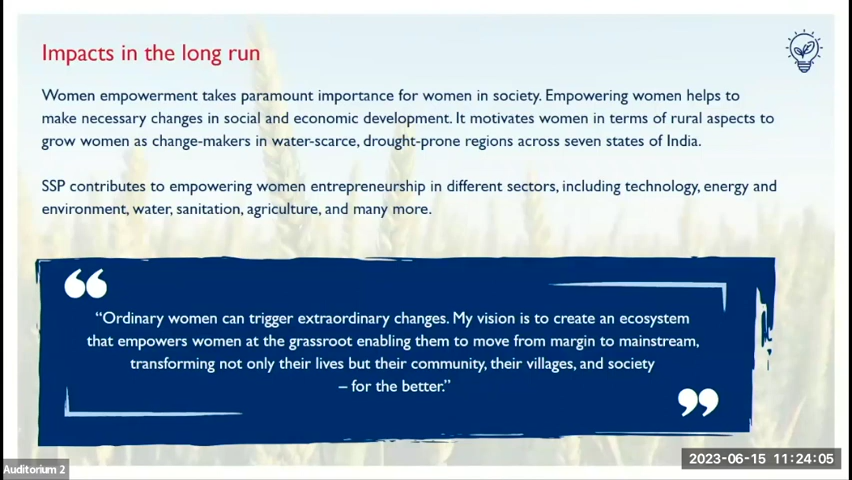 Impacts in the long run
Women empowerment takes paramount importance for women in society. Empowering women helps to
make necessary changes in social and economic development. It motivates women in terms of rural aspects to
grow women as change-makers in water-scarce, drought-prone regions across seven states of India.
SSP contributes to empowering women entrepreneurship in different sectors, including technology, energy and
environment, water, sanitation, agriculture, and many more.
“Ordinary women can trigger extraordinary changes. My vision is to create an ecosystem
that empowers women at the grassroot enabling them to move from margin to mainstream,
transforming not only their lives but their community, their villages, and society
– for the better.”
Auditorium 2
2023-06-15 11:24:05